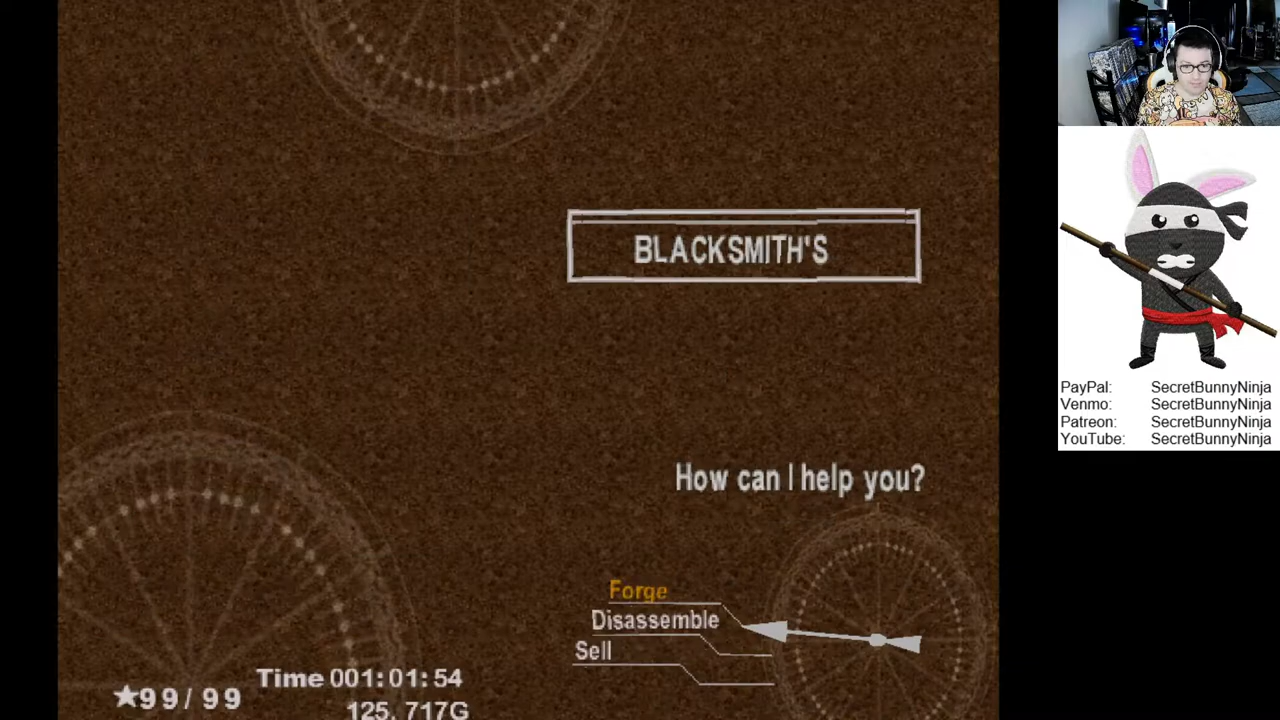 BLACKSMITH'S
How can I help you?
Forge
Disassemble
Sell
Time 001:01:54
★99/99
125,717G
PayPal: SecretBunnyNinja
Venmo: SecretBunnyNinja
Patreon: SecretBunnyNinja
YouTube: SecretBunnyNinja